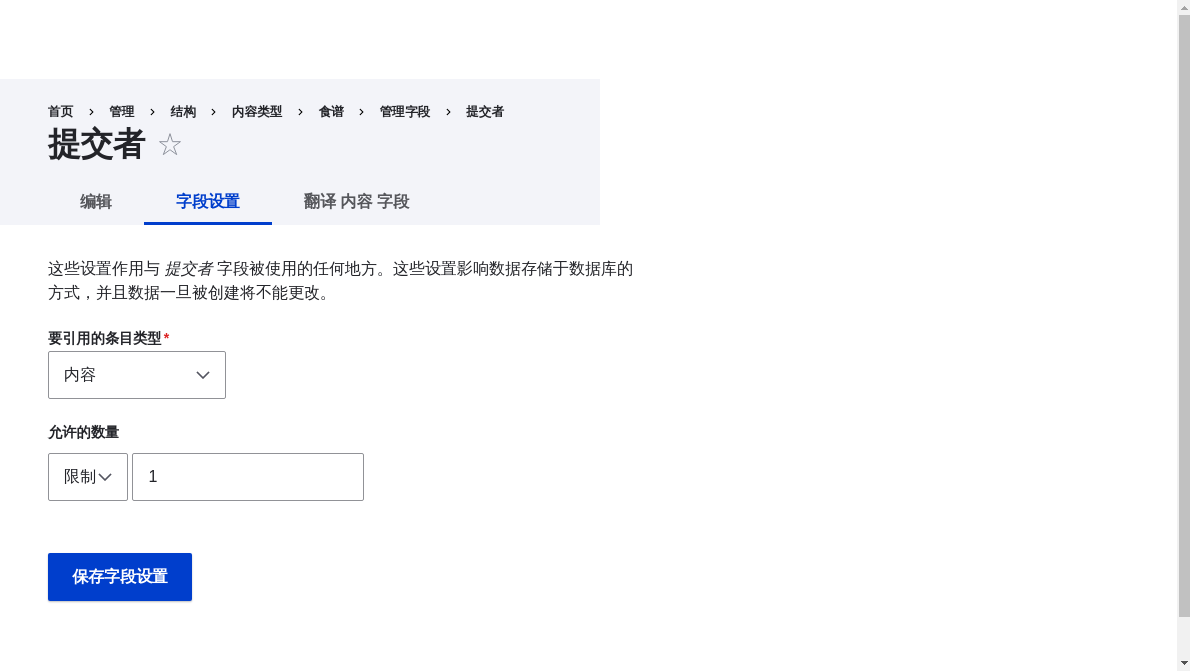 首页 管理 结构 内容类型 食谱 管理字段 提交者
提交者
编辑 字段设置 翻译 内容 字段
这些设置作用与 提交者 字段被使用的任何地方。这些设置影响数据存储于数据库的
方式，并且数据一旦被创建将不能更改。
要引用的条目类型*
内容
允许的数量
限制 1
保存字段设置